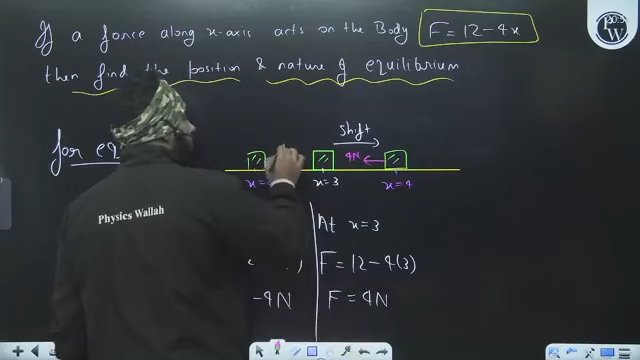 If a force along x-axis acts on the Body F = 12 - 4x
then find the position & nature of equilibrium
for eq
shift
4N
x = x = 3 x = 4
At x = 3
F = 12 - 4(3)
-4N F = 4N
Physics Wallah
PW